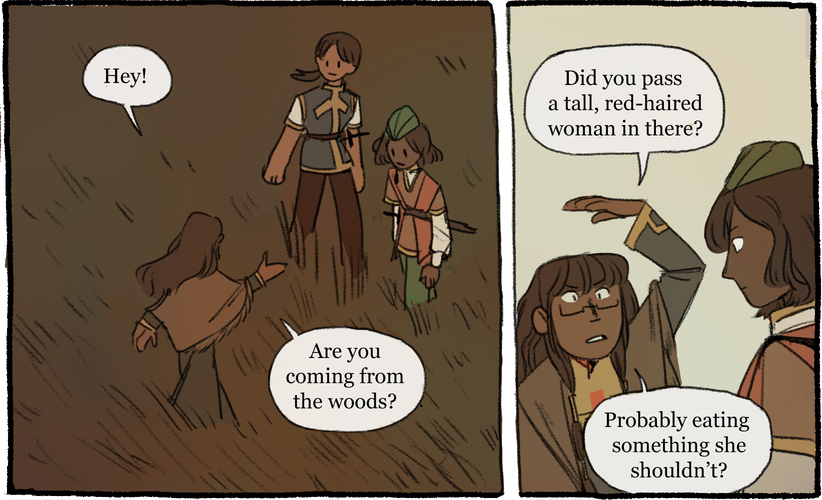 Hey!
Are you
coming from
the woods?
Did you pass
a tall, red-haired
woman in there?
Probably eating
something she
shouldn't?